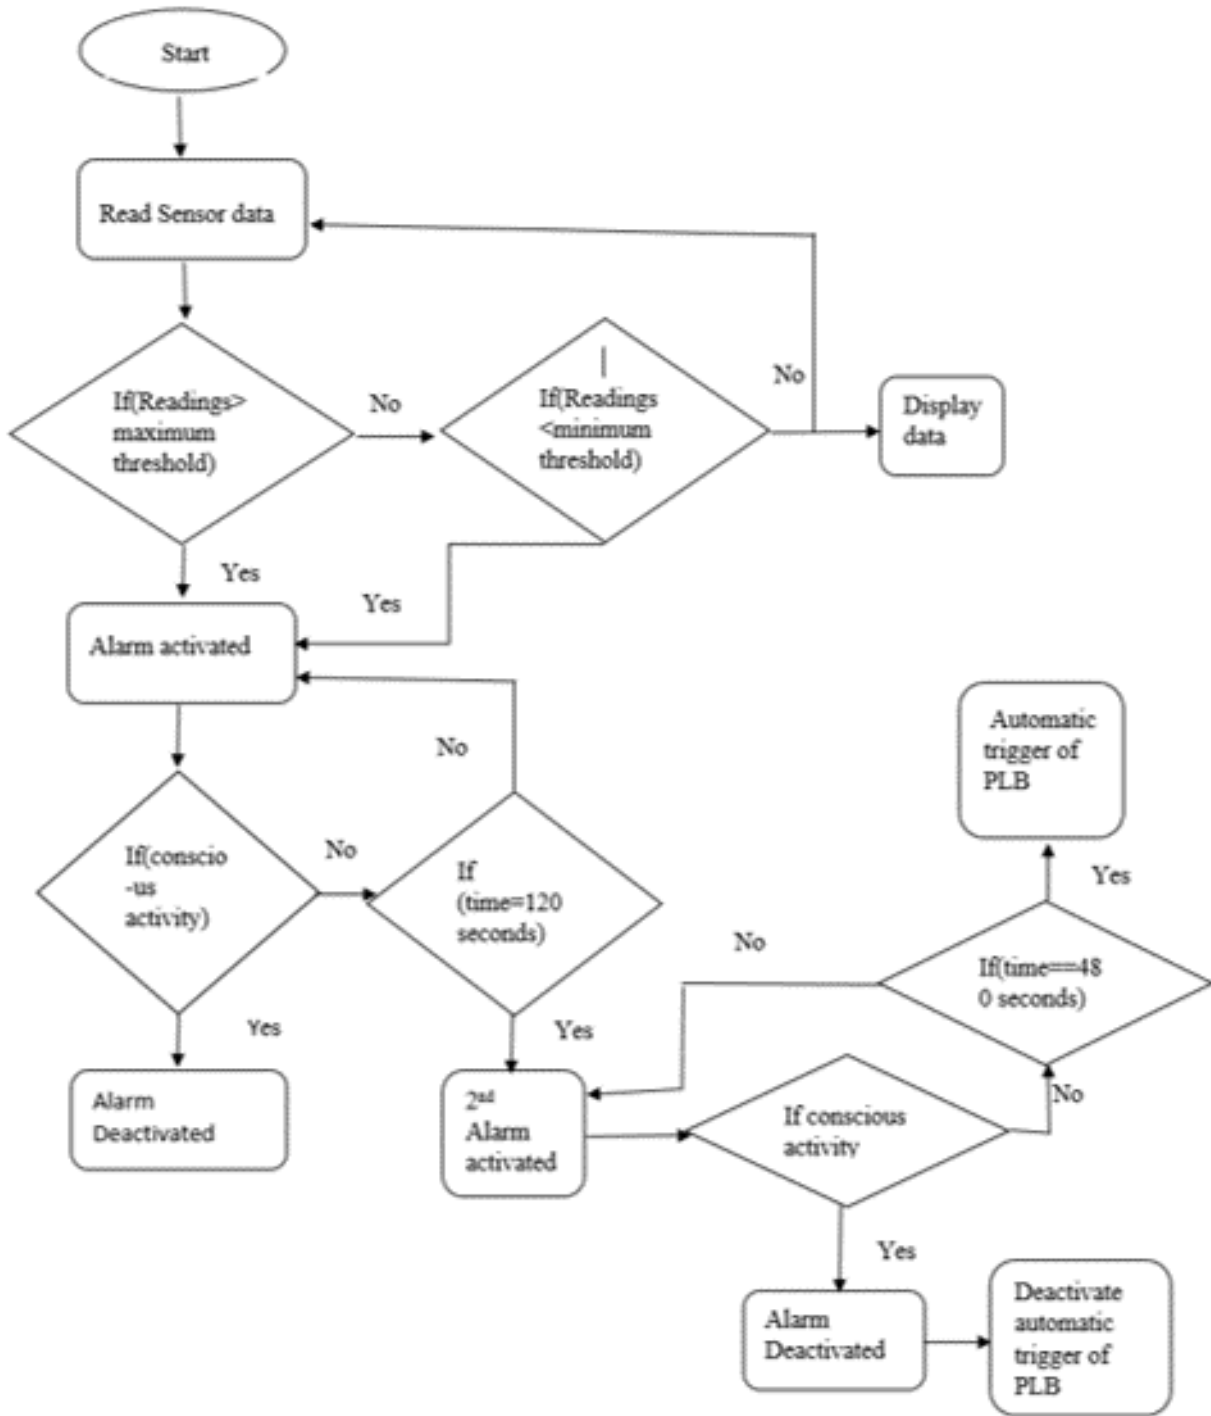 Start
Read Sensor data
If(Readings>
maximum
threshold)
No
If(Readings
<minimum
threshold)
No
Display
data
Yes
Yes
Alarm activated
No
Automatic
trigger of
PLB
If(conscio
-us
activity)
No
If
(time=120
seconds)
Yes
No
If(time==48
0 seconds)
Yes
Yes
No
Alarm
Deactivated
2nd
Alarm
activated
If conscious
activity
Yes
Alarm
Deactivated
Deactivate
automatic
trigger of
PLB